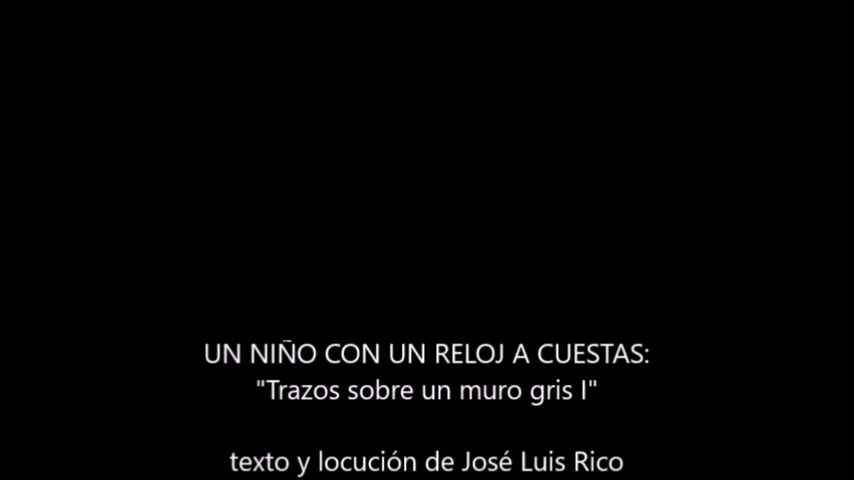 UN NIÑO CON UN RELOJ A CUESTAS:
"Trazos sobre un muro gris I"
texto y locución de José Luis Rico